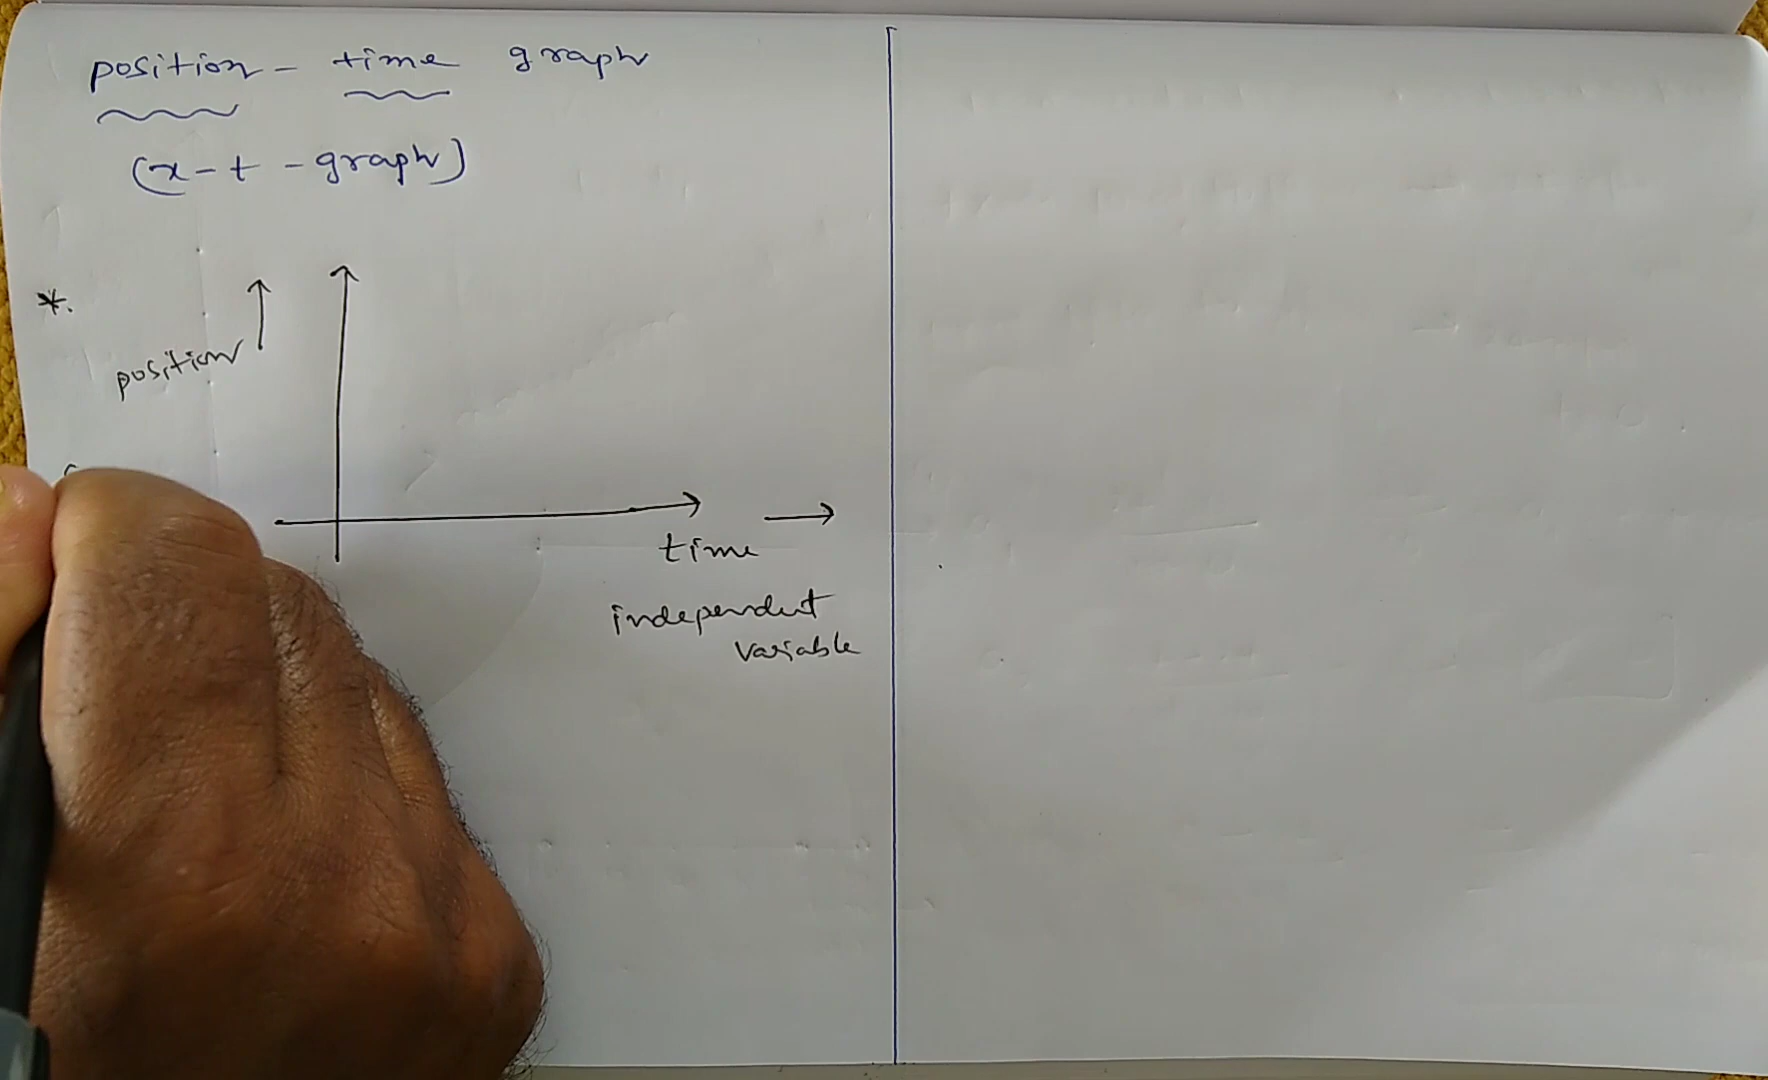 position - time graph
(x-t - graph)
*.
position
time
independent
variable